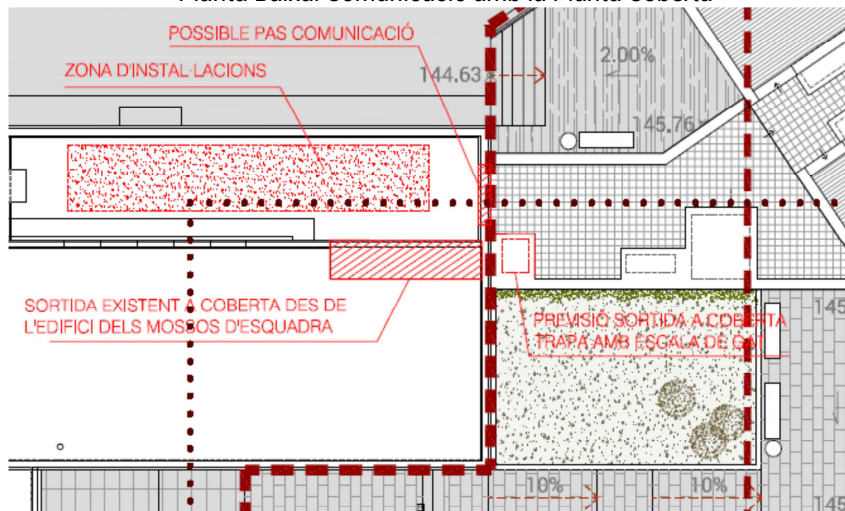 Planta Baixa: comunicació amb la Planta Coberta
POSSIBLE PAS COMUNICACIÓ
ZONA D'INSTAL·LACIONS
144.63
2.00%
145.76
SORTIDA EXISTENT A COBERTA DES DE
L'EDIFICI DELS MOSSOS D'ESQUADRA
PREVISIÓ SORTIDA A COBERTA
TRAPA AMB ESCALA DE GAT
145
10%
10%
145